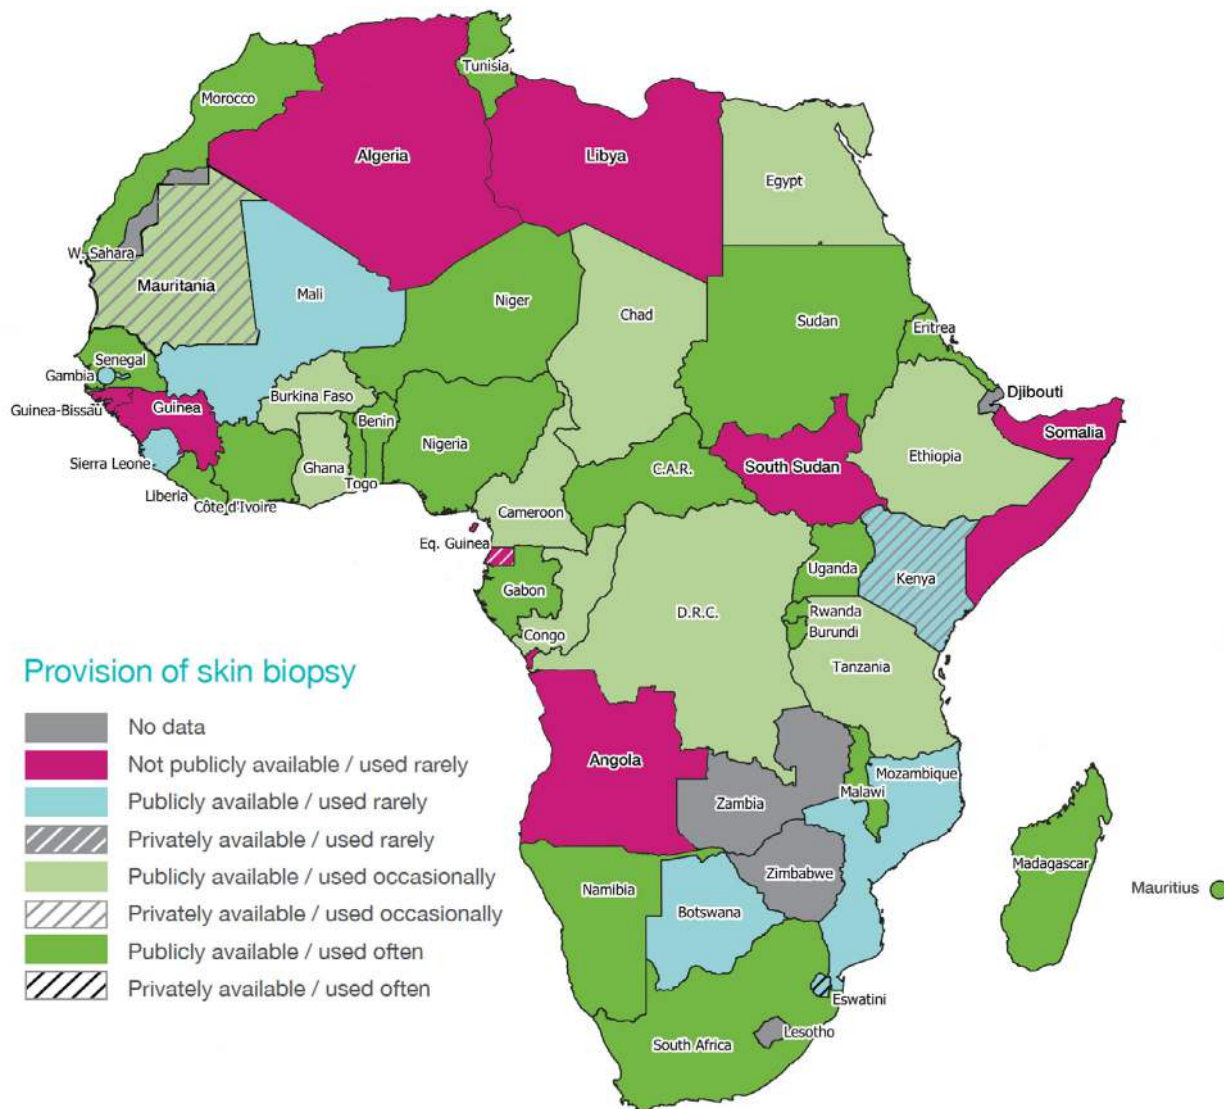 Tunisia
Morocco
Algeria
Libya
Egypt
W. Sahara
Mauritania
Mali
Niger
Chad
Sudan
Eritrea
Senegal
Gambia
Burkina Faso
Djibouti
Guinea-Bissau
Guinea
Benin
Nigeria
Somalia
Sierra Leone
Ghana
C.A.R.
South Sudan
Ethiopia
Liberia
Côte d'Ivoire
Togo
Cameroon
Eq. Guinea
Gabon
Uganda
Kenya
Congo
D.R.C.
Rwanda
Burundi
Tanzania
Provision of skin biopsy
No data
Not publicly available / used rarely
Publicly available / used rarely
Privately available / used rarely
Publicly available / used occasionally
Privately available / used occasionally
Publicly available / used often
Privately available / used often
Angola
Zambia
Malawi
Mozambique
Zimbabwe
Madagascar
Mauritius
Namibia
Botswana
Eswatini
Lesotho
South Africa